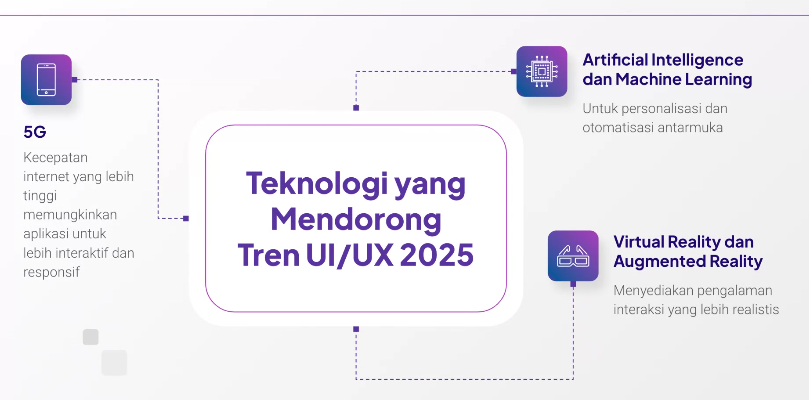 5G
Kecepatan
internet yang lebih
tinggi
memungkinkan
aplikasi untuk
lebih interaktif dan
responsif
Teknologi yang
Mendorong
Tren UI/UX 2025
Artificial Intelligence
dan Machine Learning
Untuk personalisasi dan
otomatisasi antarmuka
Virtual Reality dan
Augmented Reality
Menyediakan pengalaman
interaksi yang lebih realistis